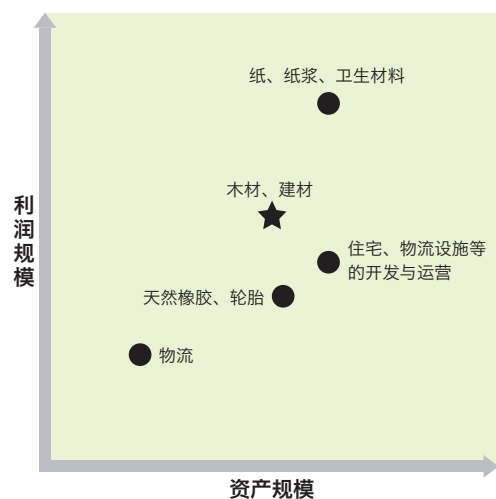 纸、纸浆、卫生材料
木材、建材
住宅、物流设施等
的开发与运营
天然橡胶、轮胎
物流
利润规模
资产规模